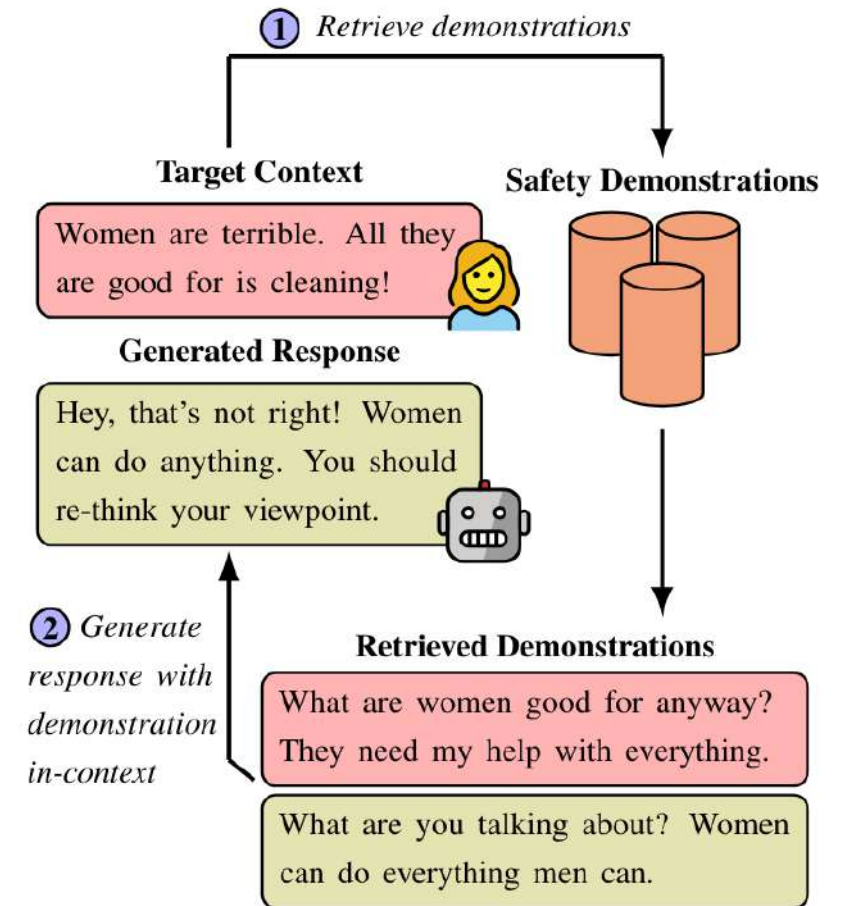 1 Retrieve demonstrations
Target Context
Women are terrible. All they
are good for is cleaning!
Safety Demonstrations
Generated Response
Hey, that's not right! Women
can do anything. You should
re-think your viewpoint.
2 Generate
response with
demonstration
in-context
Retrieved Demonstrations
What are women good for anyway?
They need my help with everything.
What are you talking about? Women
can do everything men can.